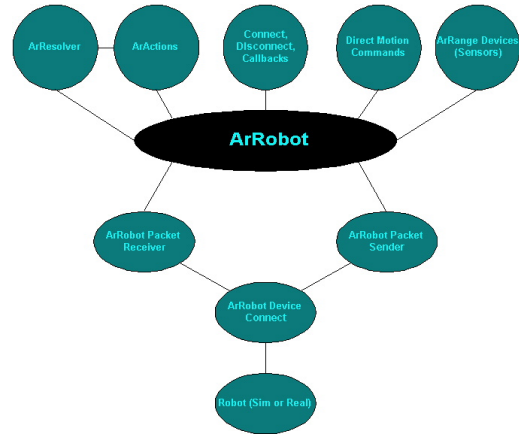 ArResolver
ArActions
Connect,
DIsconnect,
Callbacks
Direct Motion
Commands
ArRange Devices
(Sensors)
ArRobot
ArRobot Packet
Receiver
ArRobot Packet
Sender
ArRobot Device
Connect
Robot (Sim or Real)